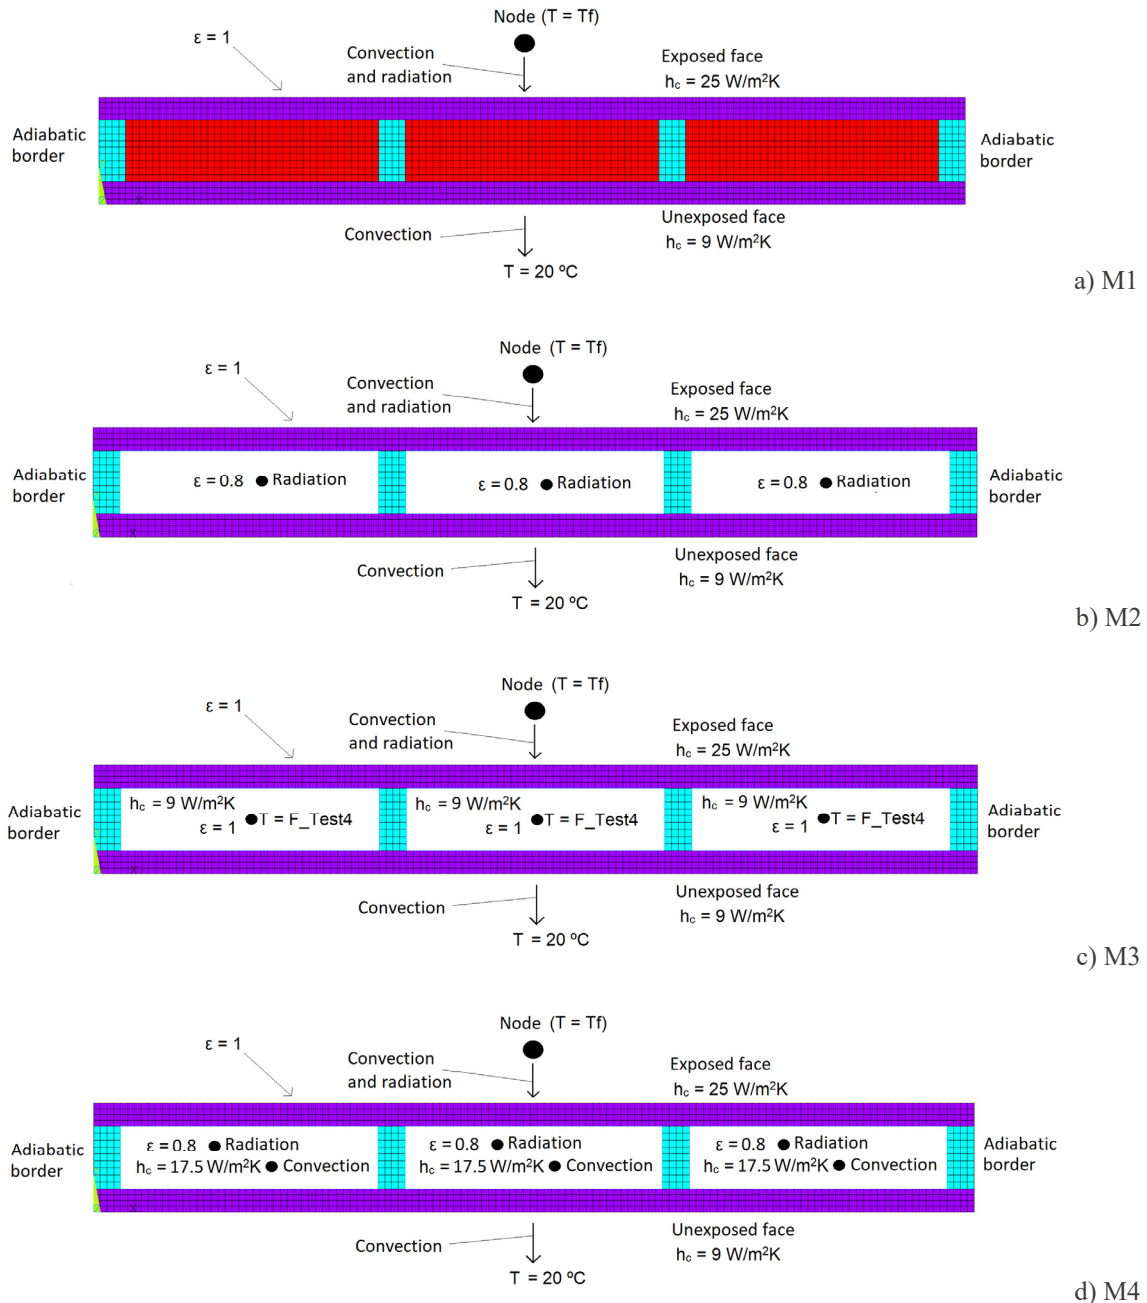 Node (T = Tf)
ε = 1
Convection
and radiation
Exposed face
hc = 25 W/m²K
Adiabatic
border
Adiabatic
border
X
Convection
Unexposed face
hc = 9 W/m²K
T = 20 ºC
a) M1
Node (T = Tf)
ε = 1
Convection
and radiation
Exposed face
hc = 25 W/m²K
Adiabatic
border
ε = 0.8 Radiation
ε = 0.8 Radiation
ε = 0.8 Radiation
Adiabatic
border
X
Convection
Unexposed face
hc = 9 W/m²K
T = 20 ºC
b) M2
Node (T = Tf)
ε = 1
Convection
and radiation
Exposed face
hc = 25 W/m²K
Adiabatic
border
hc = 9 W/m²K
ε = 1 T = F_Test4
hc = 9 W/m²K
ε = 1 T = F_Test4
hc = 9 W/m²K
ε = 1 T = F_Test4
Adiabatic
border
X
Convection
Unexposed face
hc = 9 W/m²K
T = 20 ºC
c) M3
Node (T = Tf)
ε = 1
Convection
and radiation
Exposed face
hc = 25 W/m²K
Adiabatic
border
ε = 0.8 Radiation
hc = 17.5 W/m²K Convection
ε = 0.8 Radiation
hc = 17.5 W/m²K Convection
ε = 0.8 Radiation
hc = 17.5 W/m²K Convection
Adiabatic
border
X
Convection
Unexposed face
hc = 9 W/m²K
T = 20 ºC
d) M4